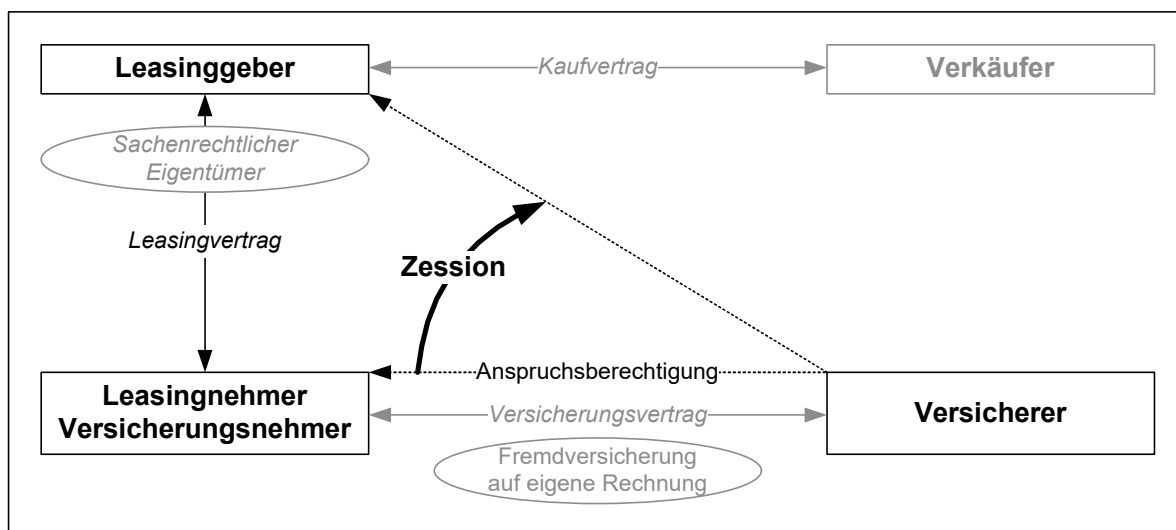 Leasinggeber
Kaufvertrag
Verkäufer
Sachenrechtlicher
Eigentümer
Leasingvertrag
Zession
Anspruchsberechtigung
Leasingnehmer
Versicherungsnehmer
Versicherungsvertrag
Versicherer
Fremdversicherung
auf eigene Rechnung